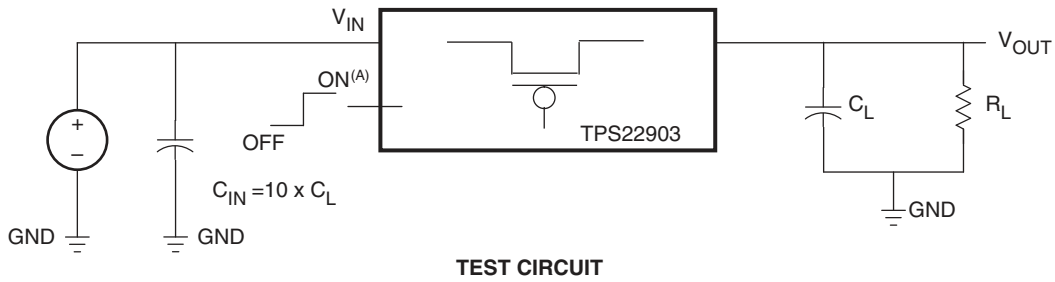 V_IN
V_OUT
ON(A)
OFF
+
–
C_L
R_L
TPS22903
C_IN =10 x C_L
GND
GND
GND
TEST CIRCUIT